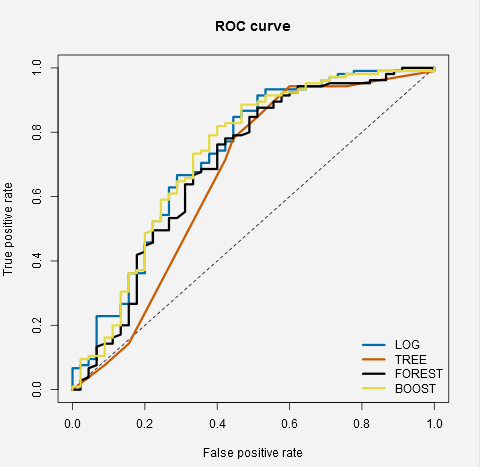 ROC curve
True positive rate
1.0
0.8
0.6
0.4
0.2
0.0
LOG
TREE
FOREST
BOOST
0.0 0.2 0.4 0.6 0.8 1.0
False positive rate